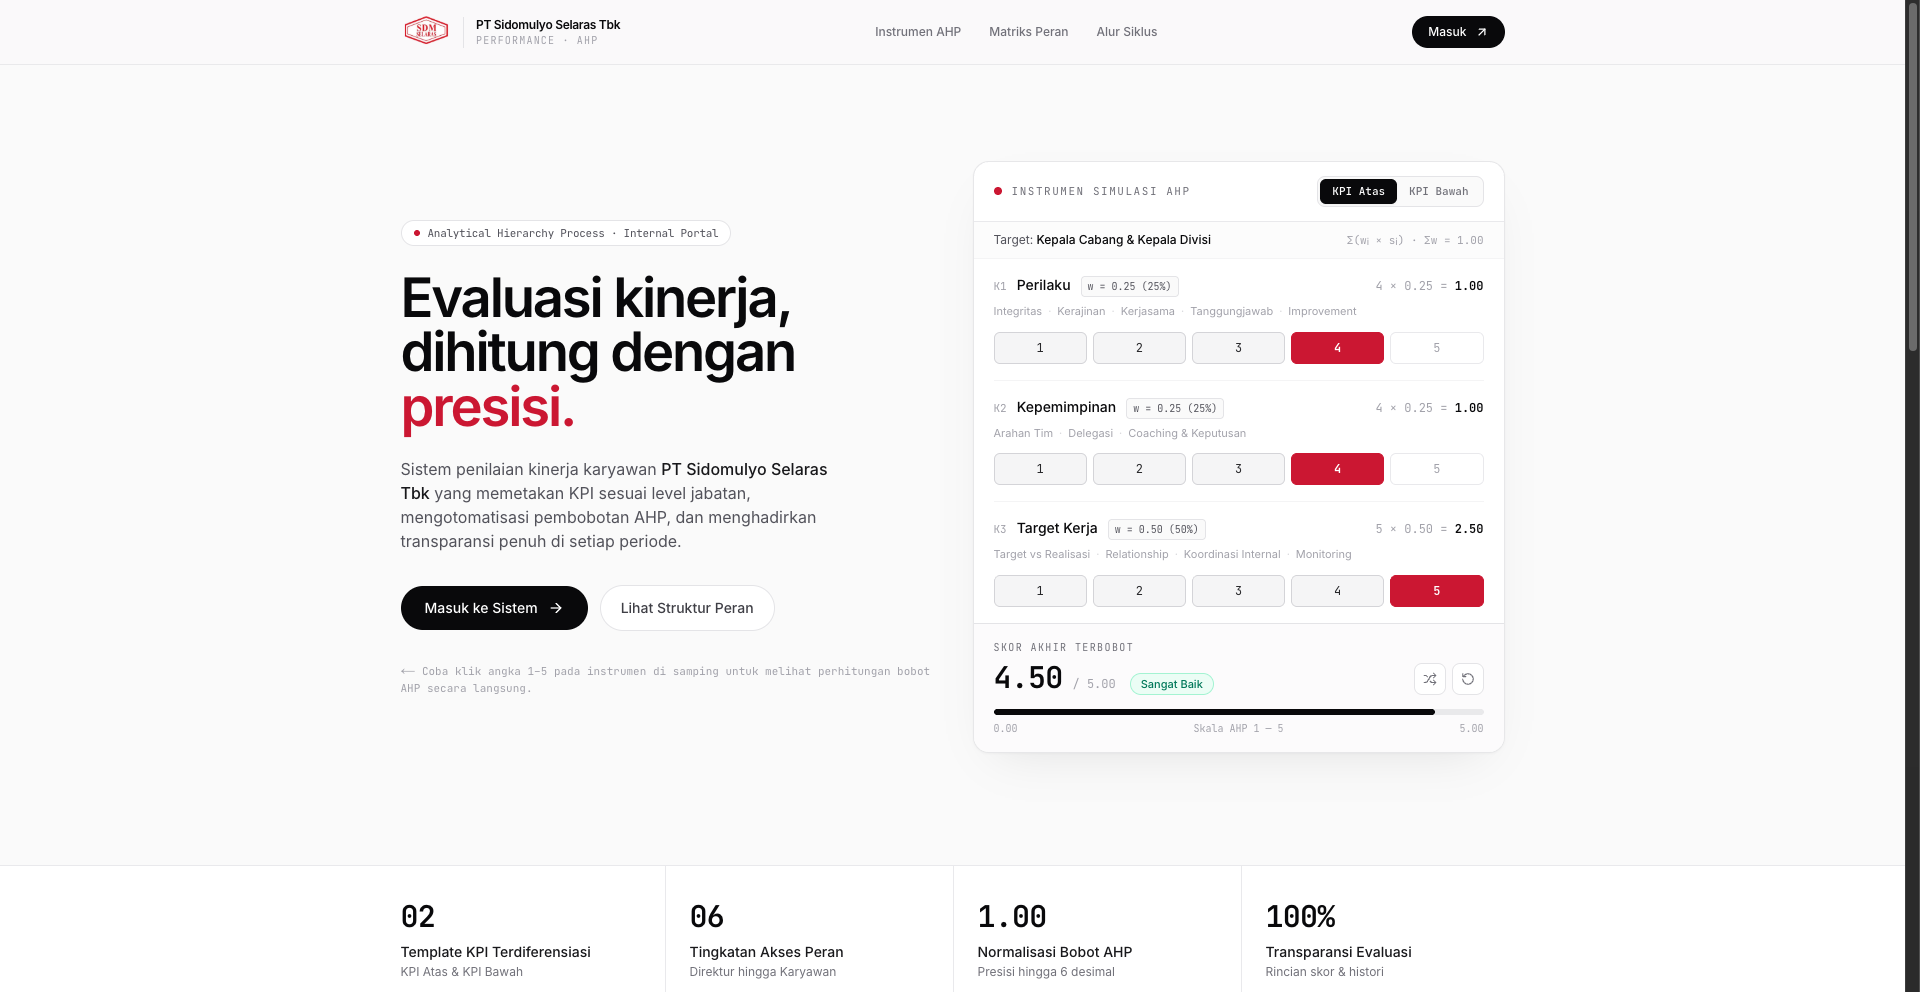 SDM
SELARAS
PT Sidomulyo Selaras Tbk
PERFORMANCE · AHP
Instrumen AHP
Matriks Peran
Alur Siklus
Masuk
Analytical Hierarchy Process · Internal Portal
Evaluasi kinerja,
dihitung dengan
presisi.
Sistem penilaian kinerja karyawan PT Sidomulyo Selaras
Tbk yang memetakan KPI sesuai level jabatan,
mengotomatisasi pembobotan AHP, dan menghadirkan
transparansi penuh di setiap periode.
Masuk ke Sistem →
Lihat Struktur Peran
⟵ Coba klik angka 1–5 pada instrumen di samping untuk melihat perhitungan bobot
AHP secara langsung.
INSTRUMEN SIMULASI AHP
KPI Atas
KPI Bawah
Target: Kepala Cabang & Kepala Divisi
Σ(wᵢ × sᵢ) · Σw = 1.00
K1 Perilaku w = 0.25 (25%) 4 × 0.25 = 1.00
Integritas · Kerajinan · Kerjasama · Tanggungjawab · Improvement
1 2 3 4 5
K2 Kepemimpinan w = 0.25 (25%) 4 × 0.25 = 1.00
Arahan Tim · Delegasi · Coaching & Keputusan
1 2 3 4 5
K3 Target Kerja w = 0.50 (50%) 5 × 0.50 = 2.50
Target vs Realisasi · Relationship · Koordinasi Internal · Monitoring
1 2 3 4 5
SKOR AKHIR TERBOBOT
4.50 / 5.00 Sangat Baik
0.00 Skala AHP 1 — 5 5.00
02
Template KPI Terdiferensiasi
KPI Atas & KPI Bawah
06
Tingkatan Akses Peran
Direktur hingga Karyawan
1.00
Normalisasi Bobot AHP
Presisi hingga 6 desimal
100%
Transparansi Evaluasi
Rincian skor & histori